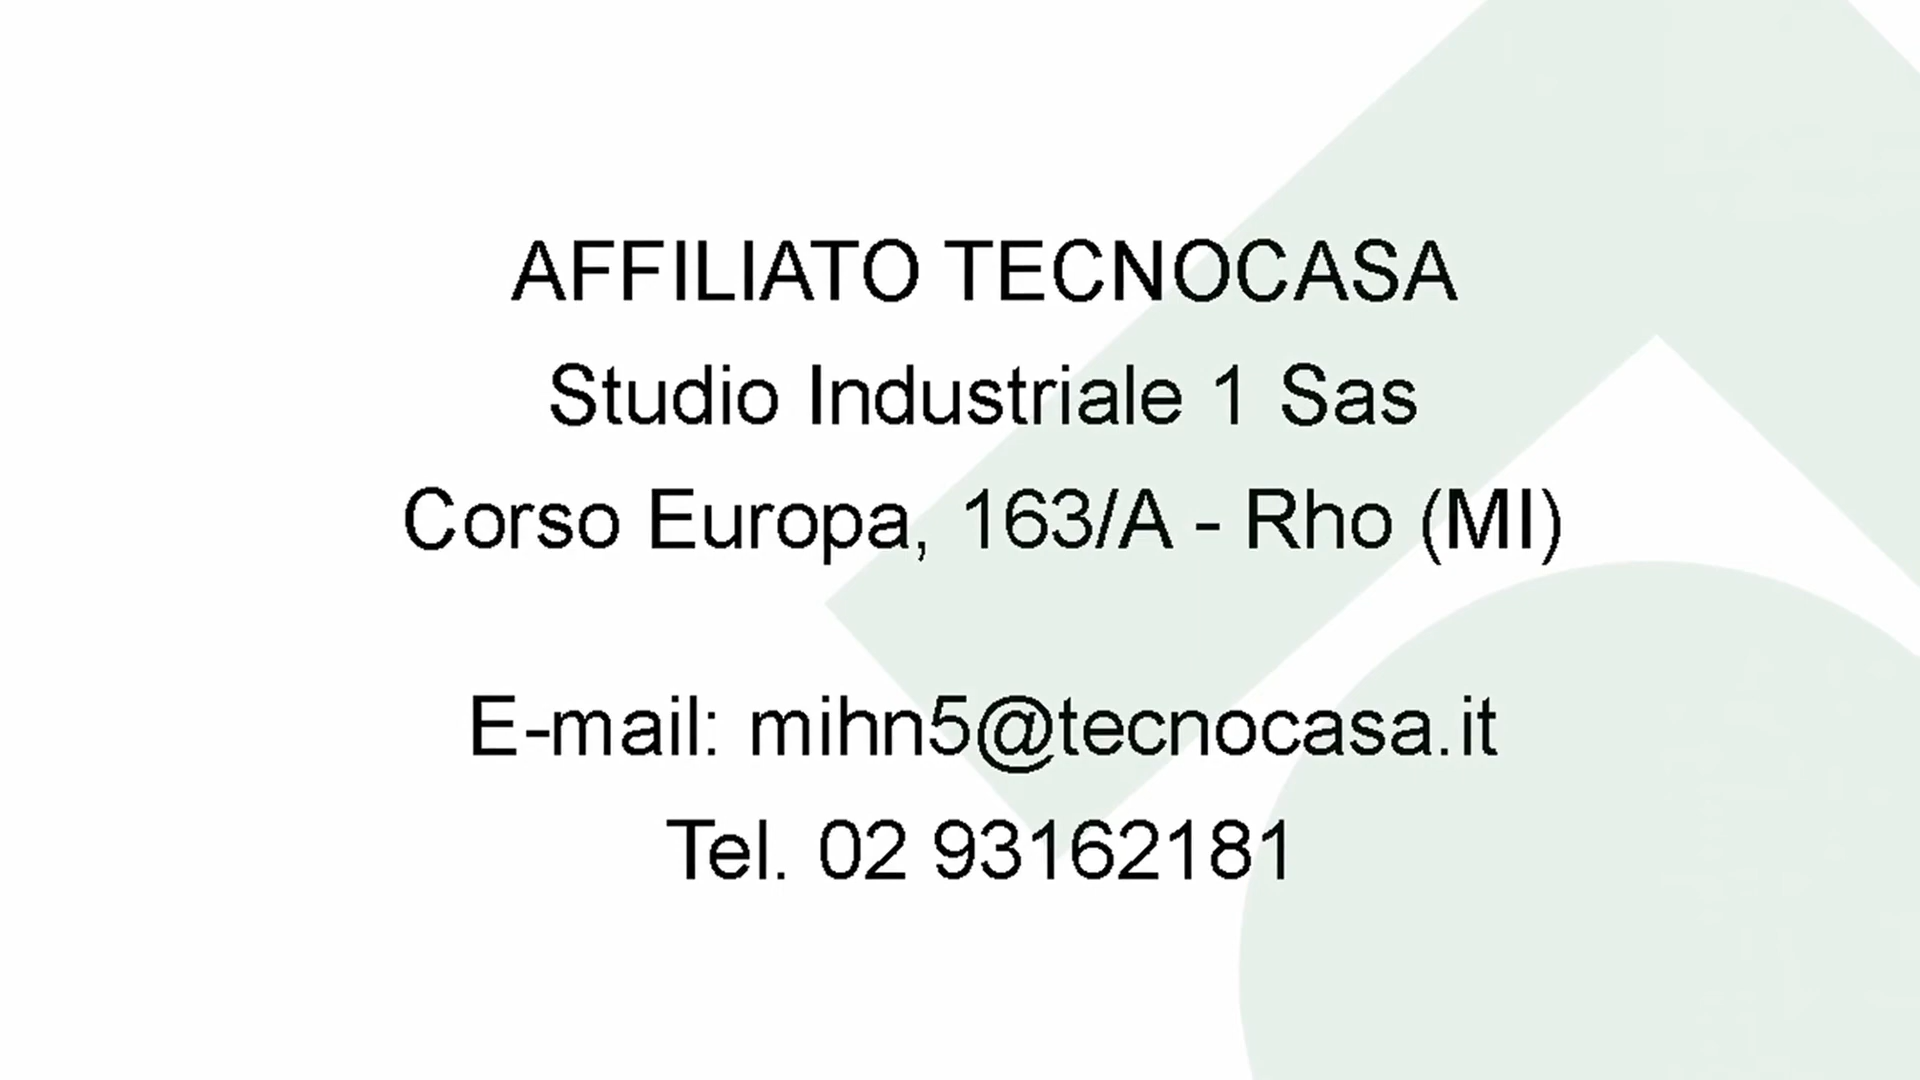 AFFILIATO TECNOCASA
Studio Industriale 1 Sas
Corso Europa, 163/A - Rho (MI)
E-mail: mihn5@tecnocasa.it
Tel. 02 93162181